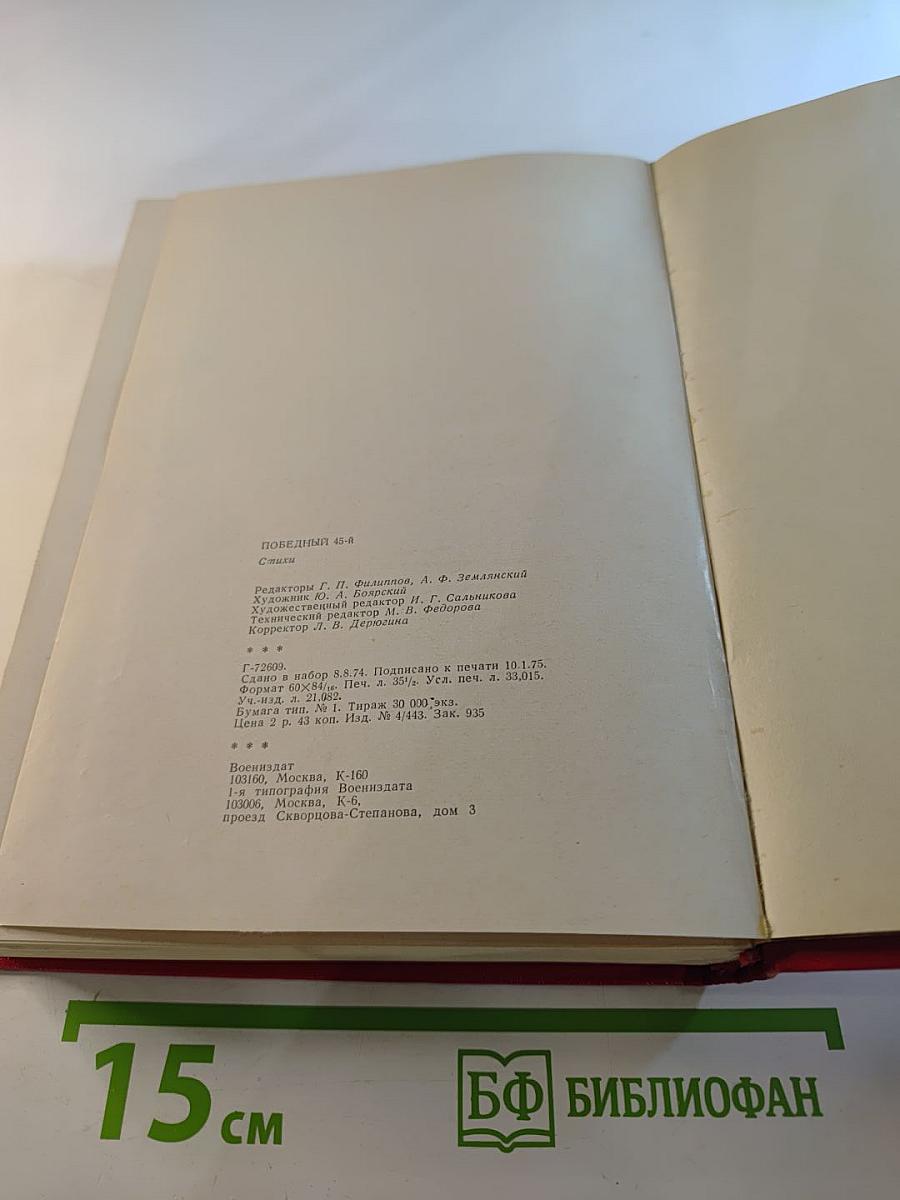 ПОБЕДНЫЙ 45-й
Стихи
Редакторы Г. П. Филиппов, А. Ф. Землянский
Художник Ю. А. Боярский
Художественный редактор И. Г. Сальникова
Технический редактор М. В. Федорова
Корректор Л. В. Дерюгина
* * *
Г-72609.
Сдано в набор 8.8.74. Подписано к печати 10.1.75.
Формат 60×84/₁₆. Печ. л. 35¹/₂. Усл. печ. л. 33,015.
Уч.-изд. л. 21,082.
Бумага тип. № 1. Тираж 30 000 экз.
Цена 2 р. 43 коп. Изд. № 4/443. Зак. 935
* * *
Воениздат
103160, Москва, К-160
1-я типография Воениздата
103006, Москва, К-6,
проезд Скворцова-Степанова, дом 3
15 см
БФ БИБЛИОФАН